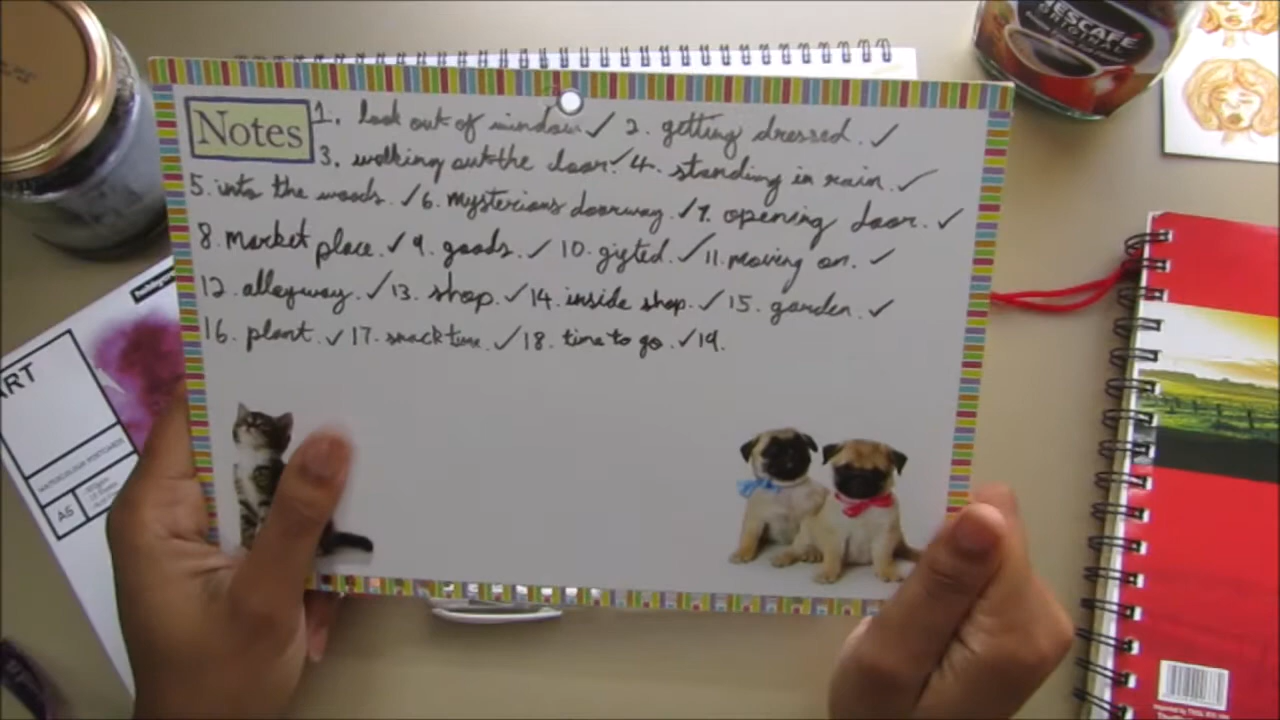 NESCAFÉ
ORIGINAL
Notes
1. look out of window ✓ 2. getting dressed. ✓
3. walking out the door. ✓ 4. standing in rain. ✓
5. into the woods. ✓ 6. mysterious doorway. ✓ 7. opening door. ✓
8. market place. ✓ 9. goods. ✓ 10. gifted. ✓ 11. moving on. ✓
12. alleyway. ✓ 13. shop. ✓ 14. inside shop. ✓ 15. garden. ✓
16. plant. ✓ 17. snack time. ✓ 18. time to go. ✓ 19.
ART
WATERCOLOUR POSTCARDS
A5